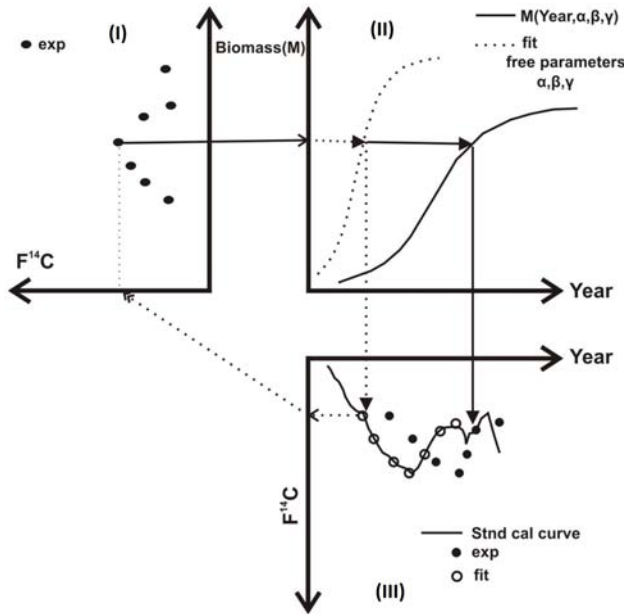 (I)
exp
Biomass(M)
(II)
M(Year,α,β,γ)
fit
free parameters
α,β,γ
F¹⁴C
Year
Year
F¹⁴C
Stnd cal curve
exp
fit
(III)